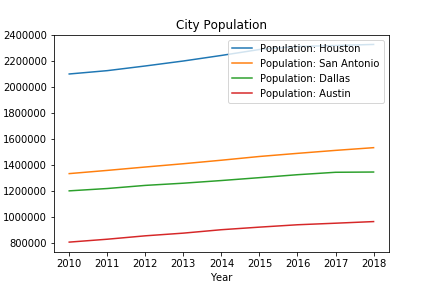 City Population
Population: Houston
Population: San Antonio
Population: Dallas
Population: Austin
2400000
2200000
2000000
1800000
1600000
1400000
1200000
1000000
800000
2010 2011 2012 2013 2014 2015 2016 2017 2018
Year